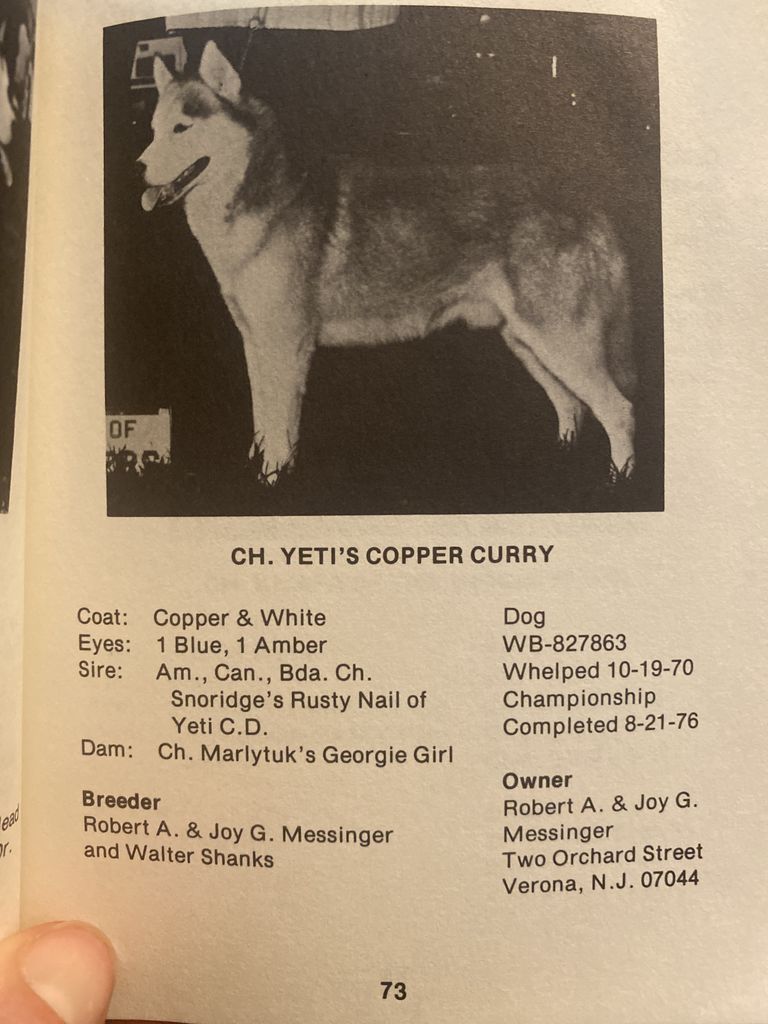 OF
CH. YETI'S COPPER CURRY
Coat: Copper & White
Eyes: 1 Blue, 1 Amber
Sire: Am., Can., Bda. Ch.
Snoridge's Rusty Nail of
Yeti C.D.
Dam: Ch. Marlytuk's Georgie Girl
Breeder
Robert A. & Joy G. Messinger
and Walter Shanks
Dog
WB-827863
Whelped 10-19-70
Championship
Completed 8-21-76
Owner
Robert A. & Joy G.
Messinger
Two Orchard Street
Verona, N.J. 07044
73